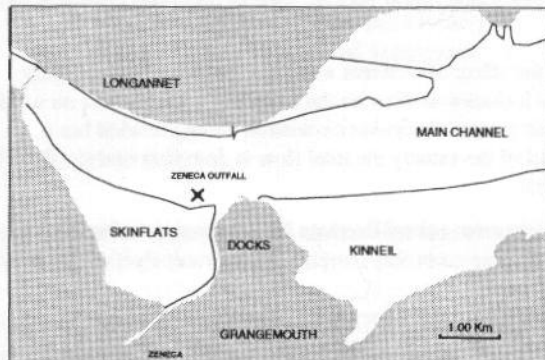 LONGANNET
MAIN CHANNEL
ZENECA OUTFALL
SKINFLATS
DOCKS
KINNEIL
1.00 Km
GRANGEMOUTH
ZENECA